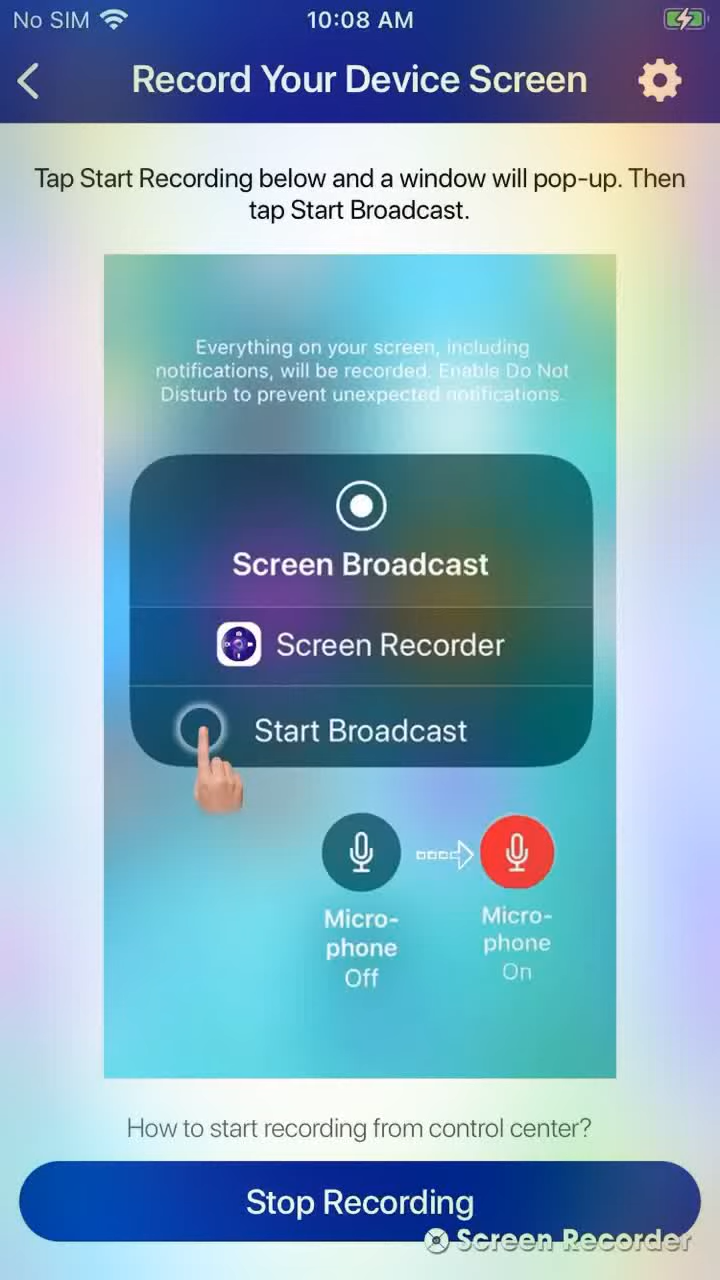 No SIM
10:08 AM
Record Your Device Screen
Tap Start Recording below and a window will pop-up. Then
tap Start Broadcast.
Everything on your screen, including
notifications, will be recorded. Enable Do Not
Disturb to prevent unexpected notifications.
Screen Broadcast
Screen Recorder
Start Broadcast
Micro-
phone
Off
Micro-
phone
On
How to start recording from control center?
Stop Recording
Screen Recorder